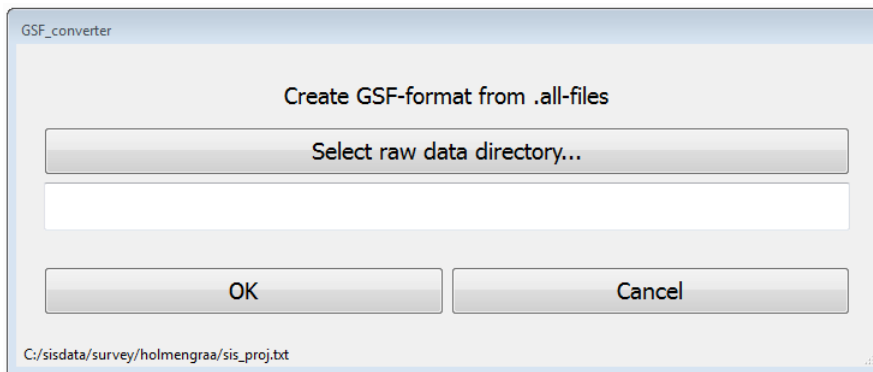 GSF_converter
Create GSF-format from .all-files
Select raw data directory...
OK Cancel
C:/sisdata/survey/holmengraa/sis_proj.txt